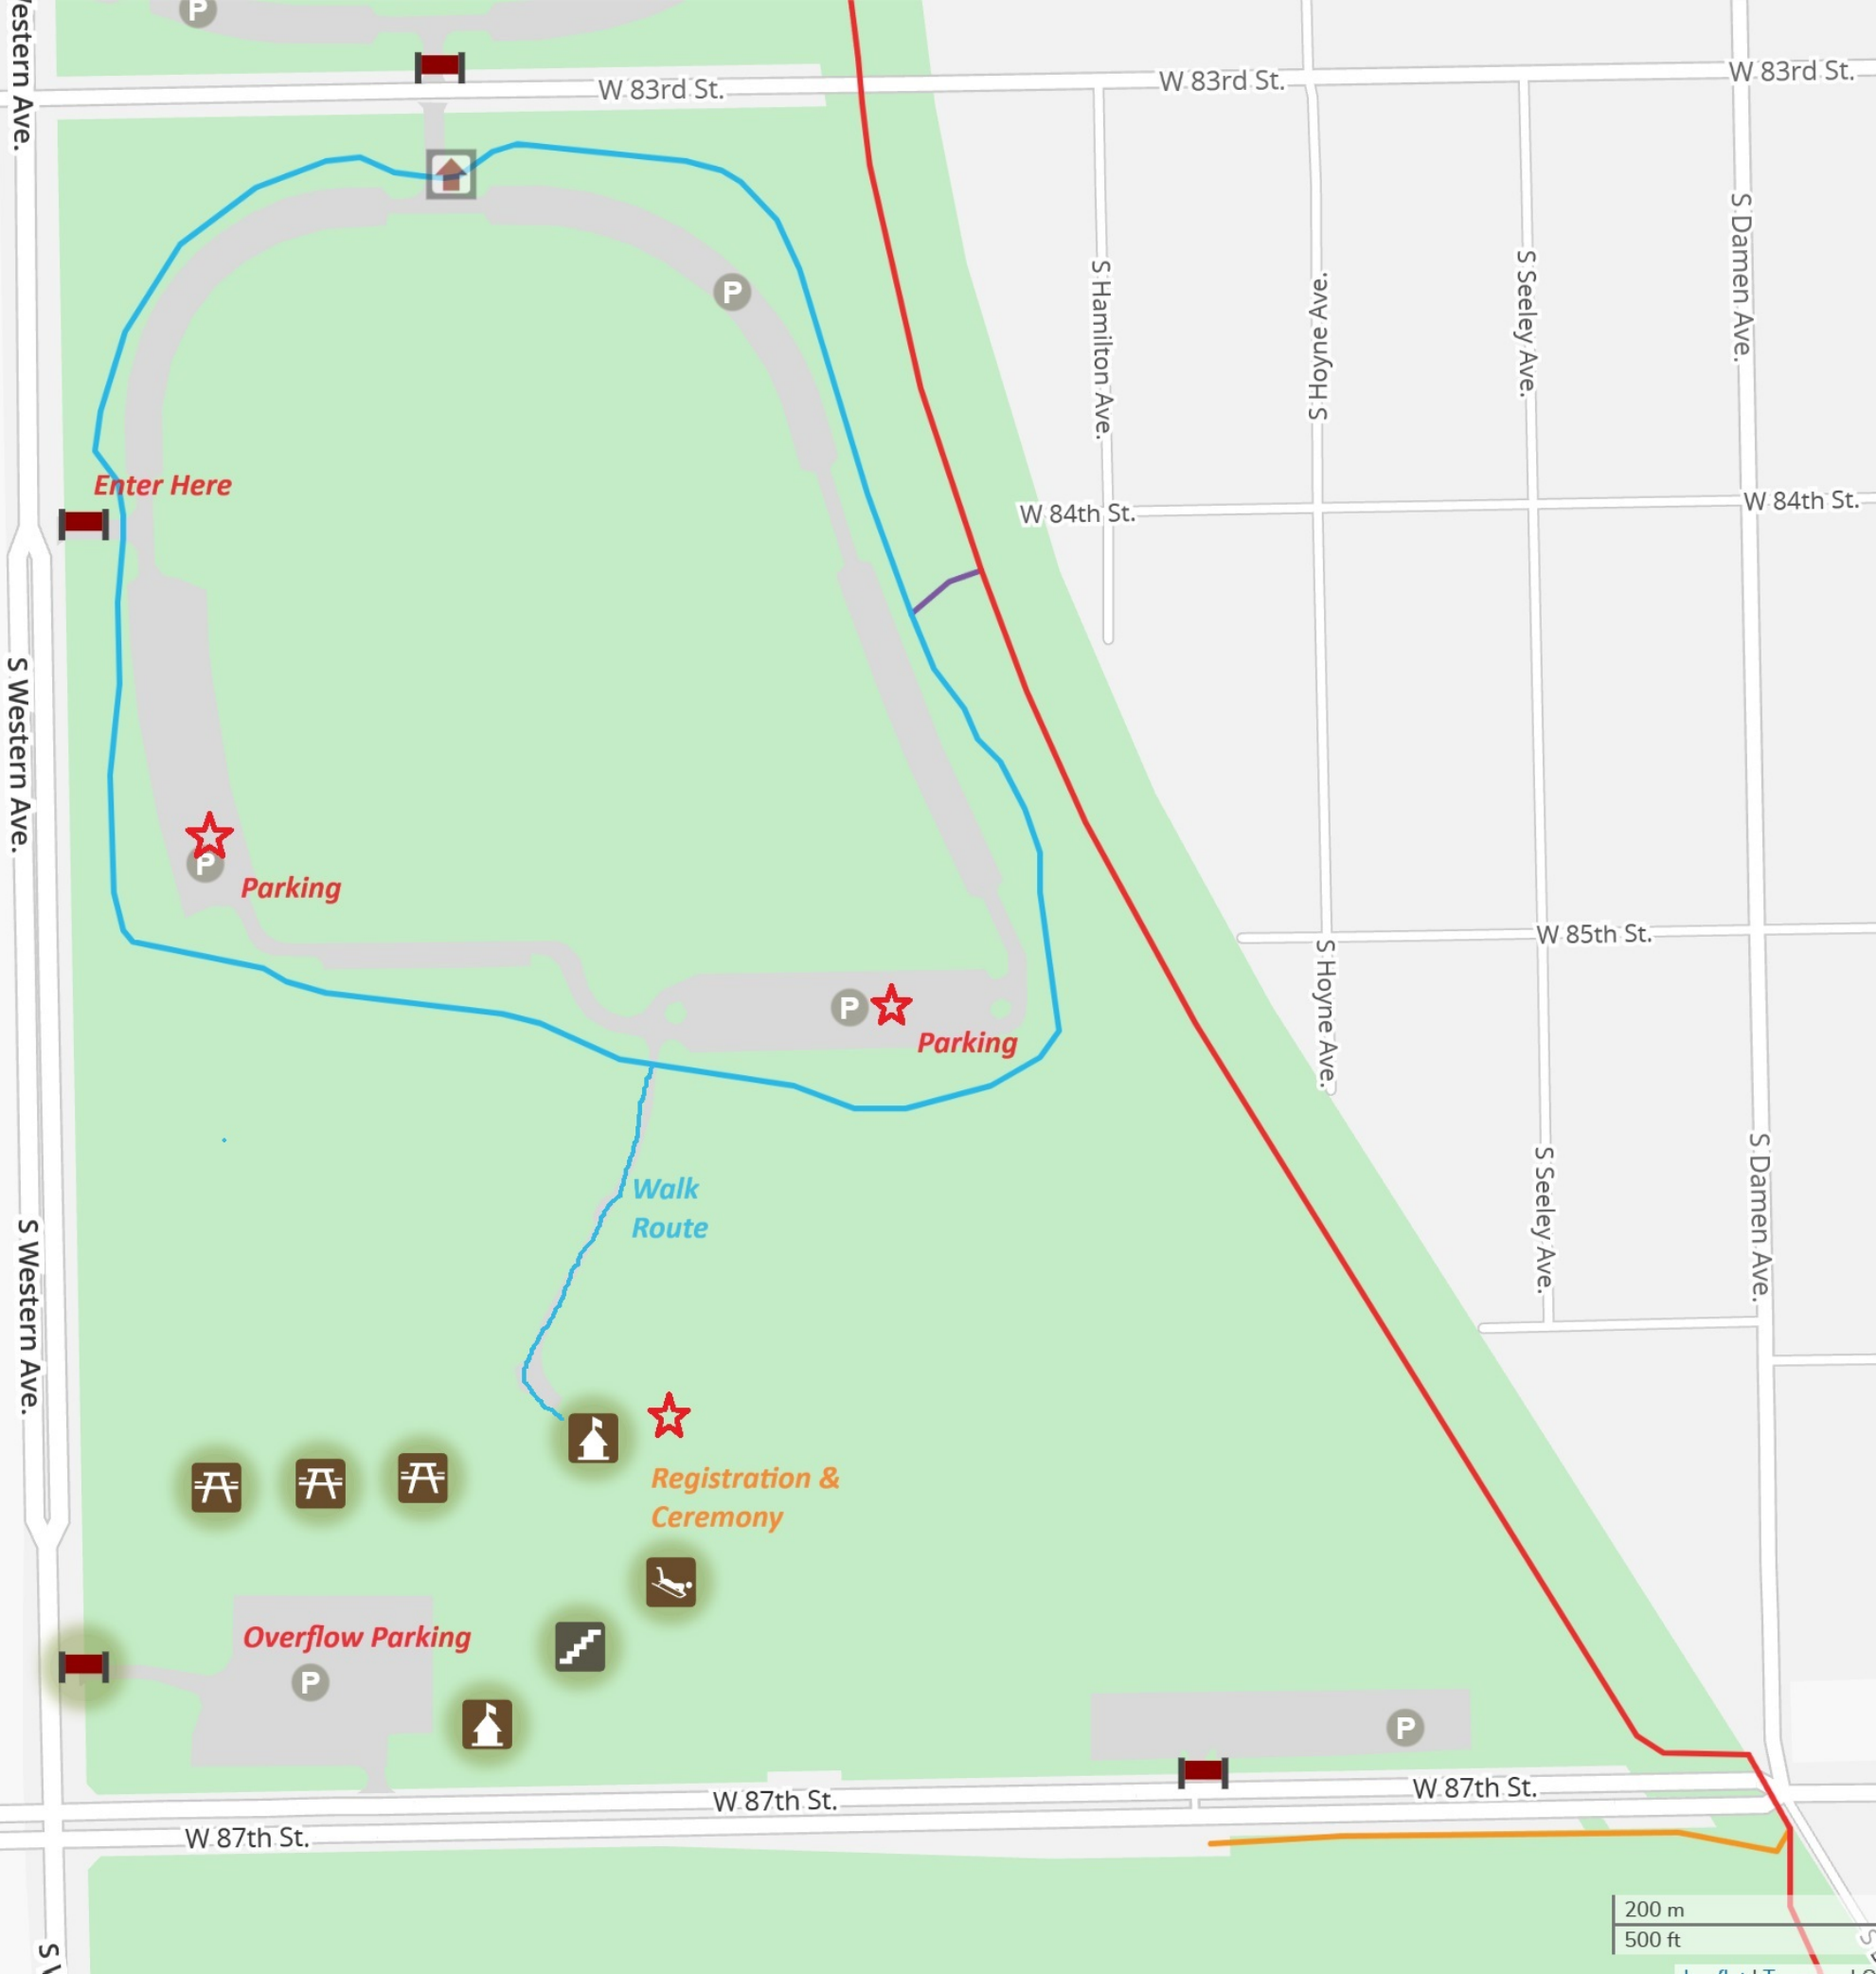 P
estern Ave.
W 83rd St.
W 83rd St.
W 83rd St.
S Damen Ave.
S Hamilton Ave.
S Hoyne Ave.
S Seeley Ave.
P
Enter Here
W 84th St.
W 84th St.
S Western Ave.
P
Parking
W 85th St.
S Hoyne Ave.
P
Parking
Walk
Route
S Western Ave.
S Seeley Ave.
S Damen Ave.
Registration &
Ceremony
Overflow Parking
P
P
W 87th St.
W 87th St.
W 87th St.
200 m
500 ft